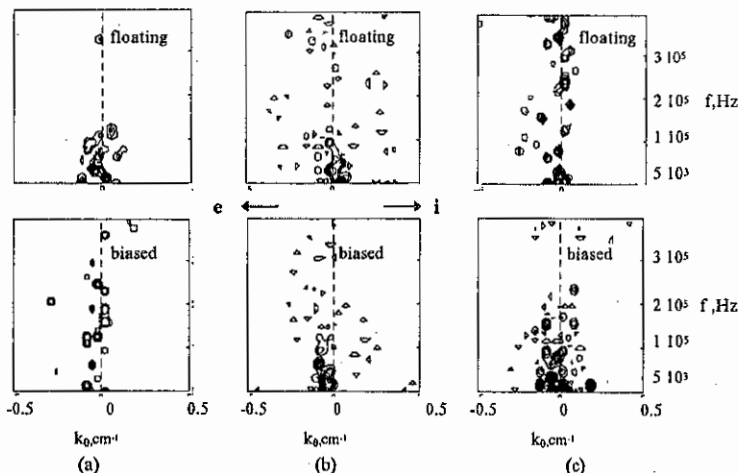 floating
floating
floating
3 10⁵
2 10⁵ f,Hz
1 10⁵
5 10³
e i
biased
biased
biased
3 10⁵
2 10⁵ f ,Hz
1 10⁵
5 10³
-0.5 0 0.5 -0.5 0 0.5 -0.5 0 0.5
k₀,cm⁻¹ k₀,cm⁻¹ k₀,cm⁻¹
(a) (b) (c)